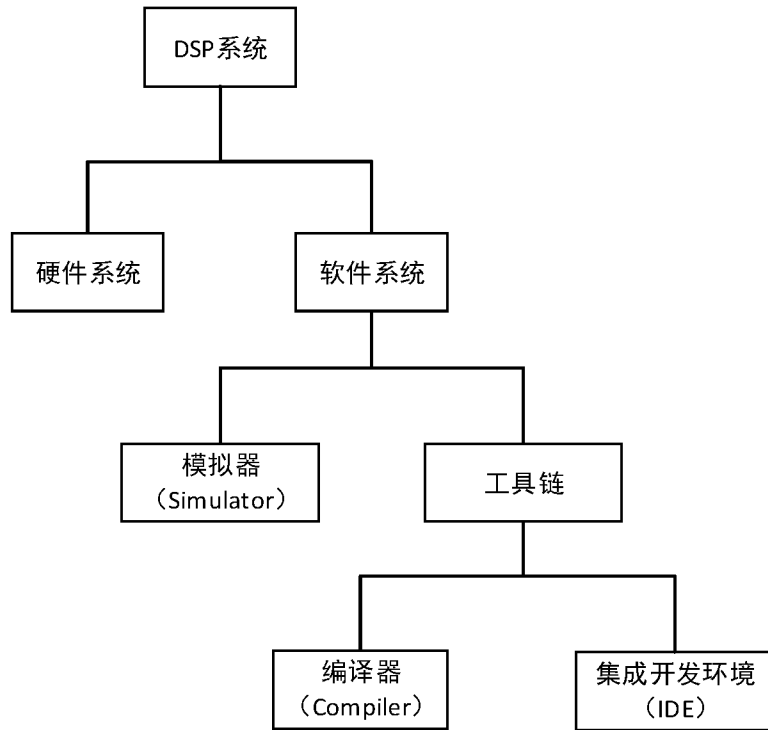 DSP系统
硬件系统
软件系统
模拟器
（Simulator）
工具链
编译器
（Compiler）
集成开发环境
（IDE）